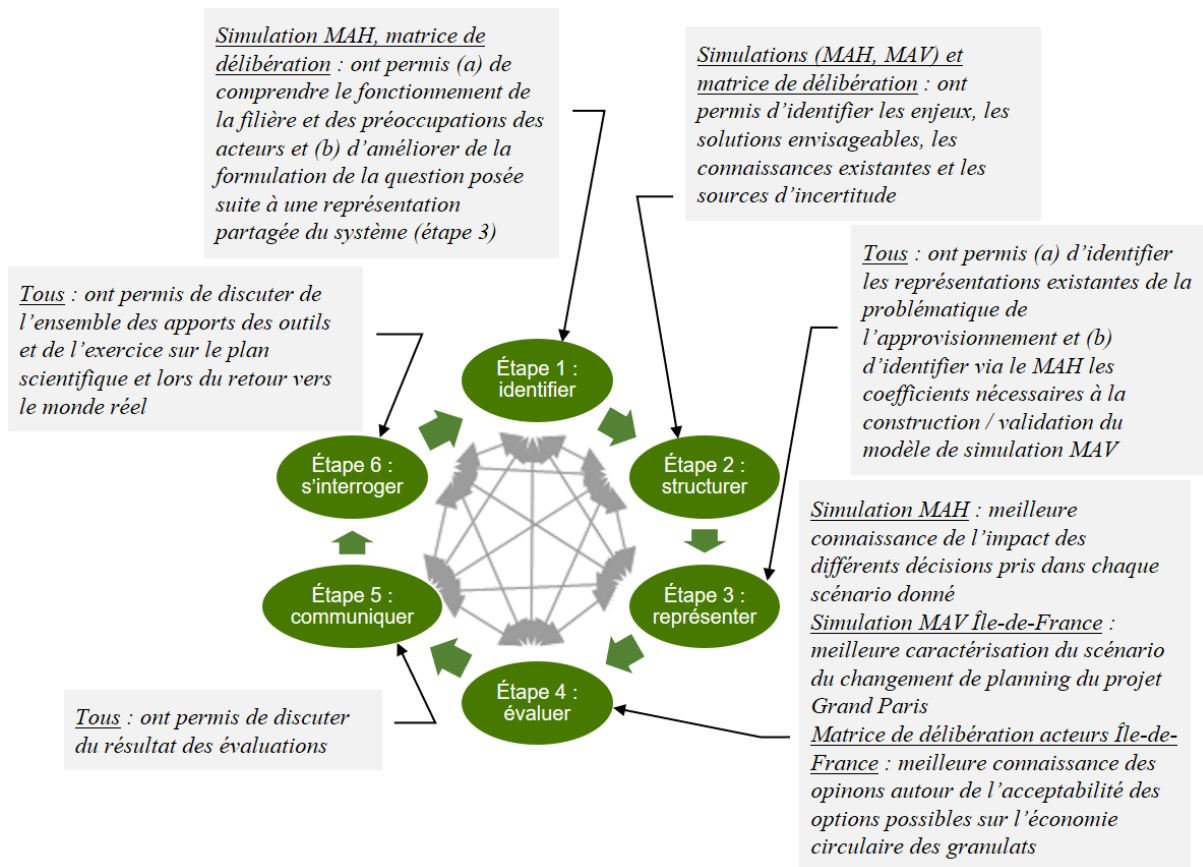 Simulation MAH, matrice de
délibération : ont permis (a) de
comprendre le fonctionnement de
la filière et des préoccupations des
acteurs et (b) d'améliorer de la
formulation de la question posée
suite à une représentation
partagée du système (étape 3)
Simulations (MAH, MAV) et
matrice de délibération : ont
permis d'identifier les enjeux, les
solutions envisageables, les
connaissances existantes et les
sources d'incertitude
Tous : ont permis (a) d'identifier
les représentations existantes de la
problématique de
l'approvisionnement et (b)
d'identifier via le MAH les
coefficients nécessaires à la
construction / validation du
modèle de simulation MAV
Tous : ont permis de discuter de
l'ensemble des apports des outils
et de l'exercice sur le plan
scientifique et lors du retour vers
le monde réel
Étape 1 :
identifier
Étape 2 :
structurer
Étape 3 :
représenter
Étape 4 :
évaluer
Étape 5 :
communiquer
Étape 6 :
s'interroger
Simulation MAH : meilleure
connaissance de l'impact des
différents décisions pris dans chaque
scénario donné
Simulation MAV Île-de-France :
meilleure caractérisation du scénario
du changement de planning du projet
Grand Paris
Matrice de délibération acteurs Île-de-
France : meilleure connaissance des
opinons autour de l'acceptabilité des
options possibles sur l'économie
circulaire des granulats
Tous : ont permis de discuter
du résultat des évaluations